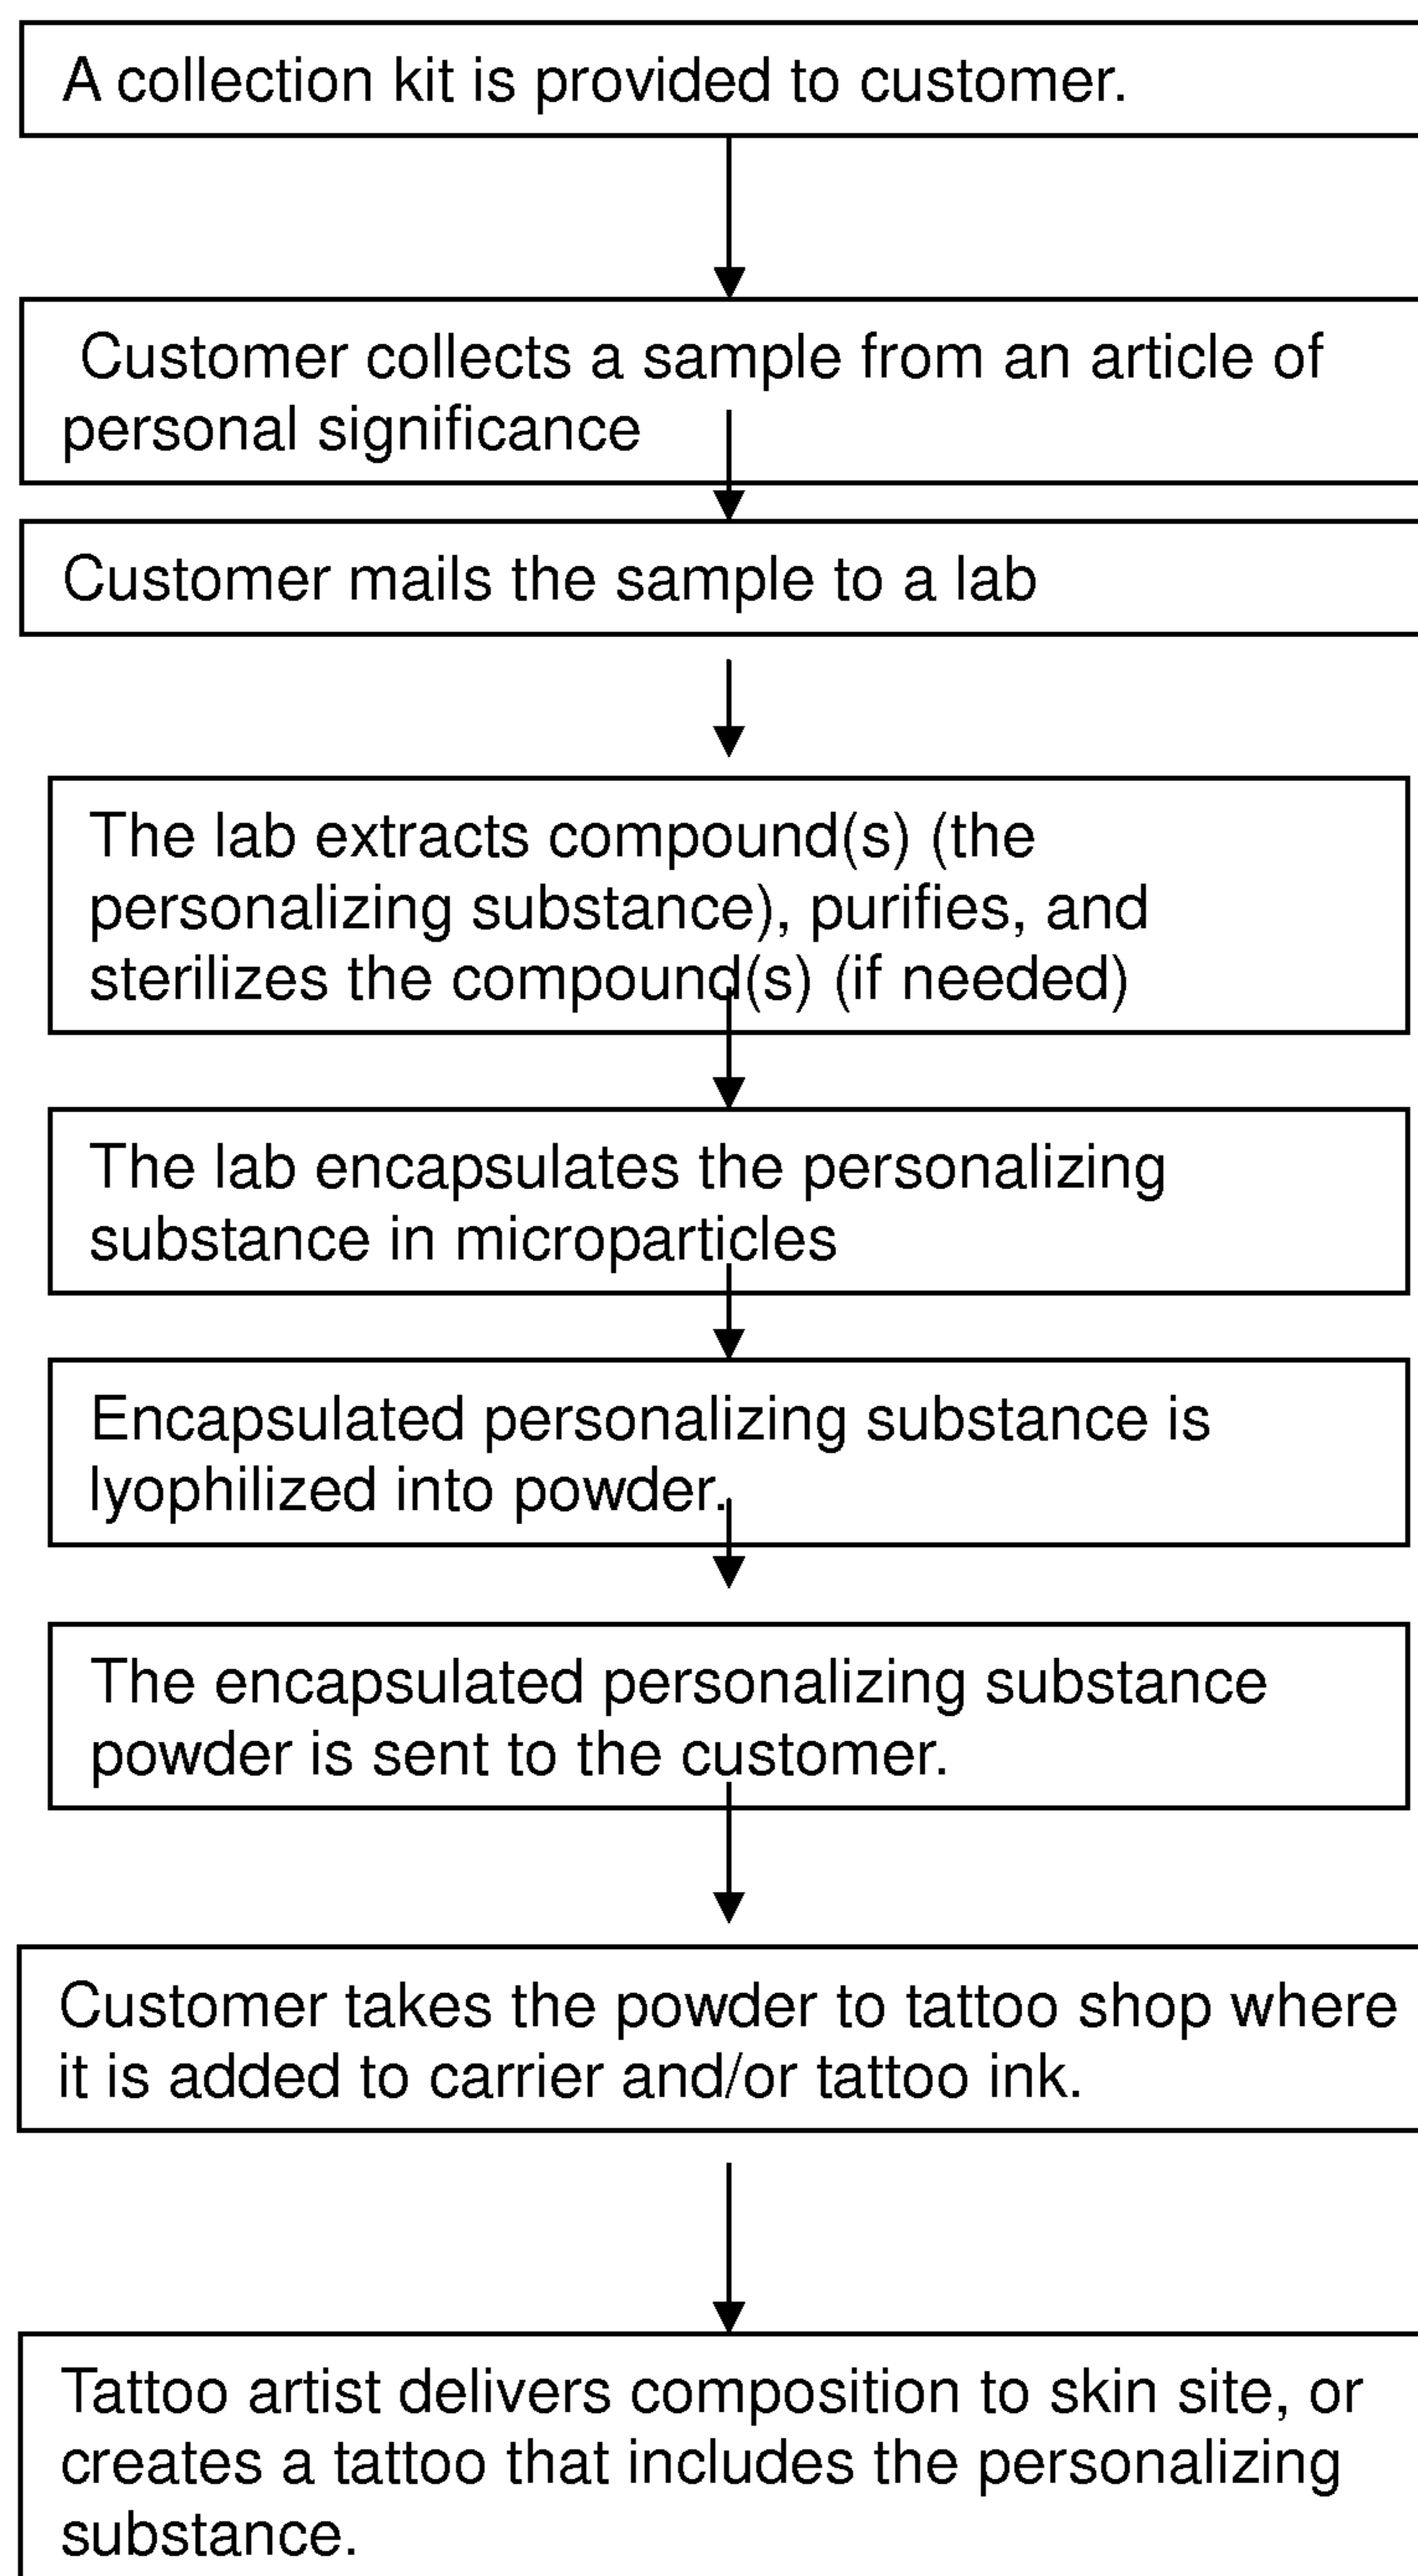 A collection kit is provided to customer.
Customer collects a sample from an article of
personal significance
Customer mails the sample to a lab
The lab extracts compound(s) (the
personalizing substance), purifies, and
sterilizes the compound(s) (if needed)
The lab encapsulates the personalizing
substance in microparticles
Encapsulated personalizing substance is
lyophilized into powder.
The encapsulated personalizing substance
powder is sent to the customer.
Customer takes the powder to tattoo shop where
it is added to carrier and/or tattoo ink.
Tattoo artist delivers composition to skin site, or
creates a tattoo that includes the personalizing
substance.